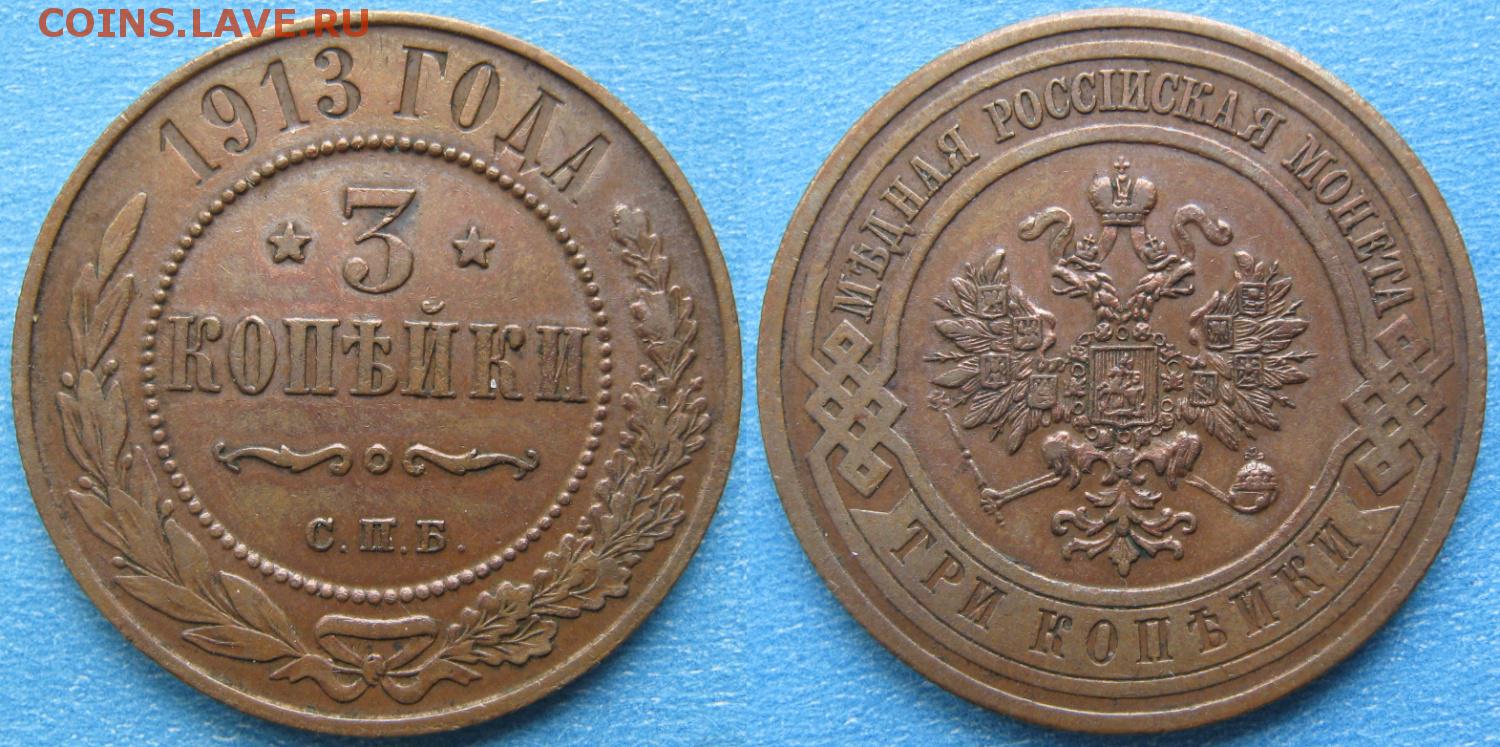 COINS.LAVE.RU
1913 ГОДА
3
КОПѢЙКИ
С.П.Б.
МѢДНАЯ РОССІЙСКАЯ МОНЕТА
ТРИ КОПѢЙКИ